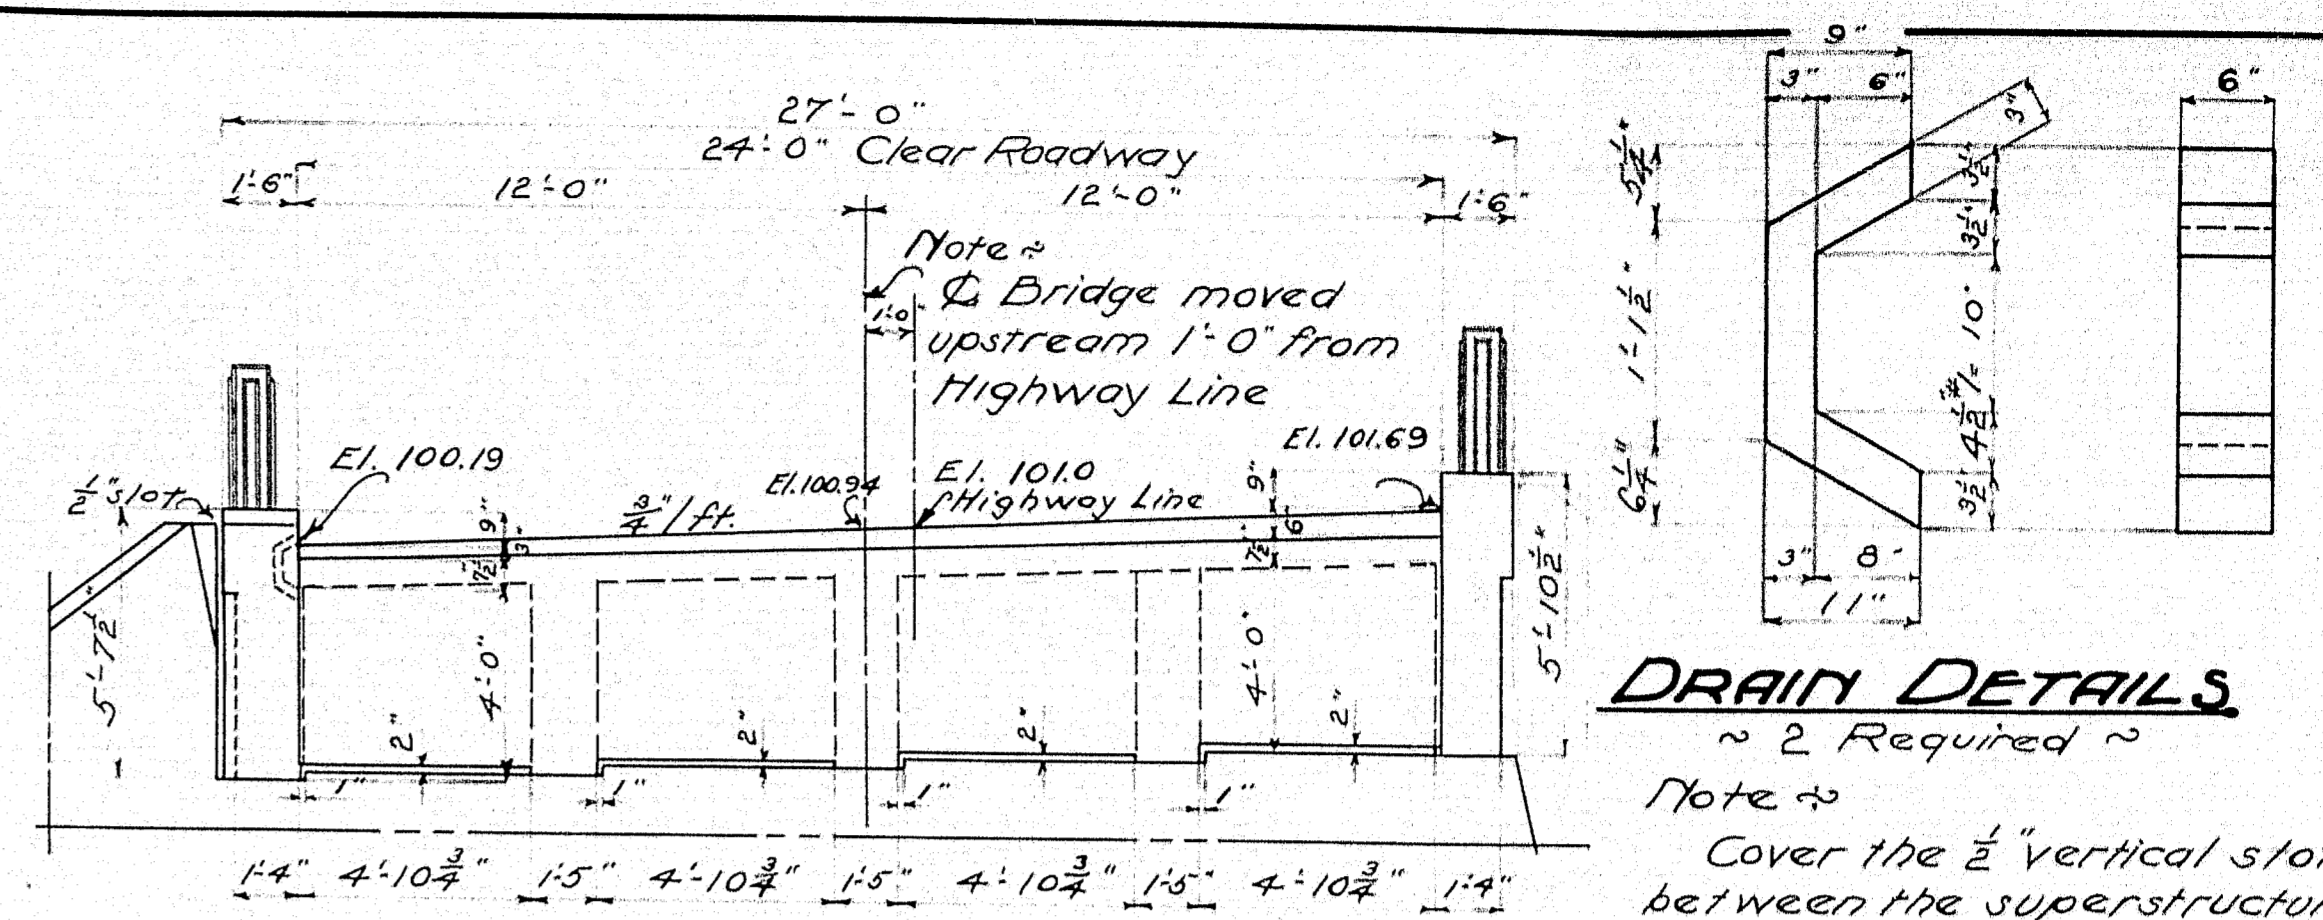 27'-0"
24'-0" Clear Roadway
1'-6" 12'-0" 12'-0" 1'-6"
Note ~
℄ Bridge moved
1'-0" upstream 1'-0" from
Highway Line
El. 100.19
El. 100.94
El. 101.0
Highway Line
El. 101.69
1/2" slot
3/4" / ft.
9" 3" 7 1/2"
9" 6" 7 1/2"
5'-7 1/2"
4'-0"
4'-0"
5'-10 1/2"
2" 2" 2" 2"
1" 1" 1" 1"
1'-4" 4'-10 3/4" 1'-5" 4'-10 3/4" 1'-5" 4'-10 3/4" 1'-5" 4'-10 3/4" 1'-4"
9"
3" 6" 3" 6"
5 1/4"
1'-1 1/2"
6 1/4"
3 1/2"
3 1/2"
10"
3 1/2"
3" 8"
11"
DRAIN DETAILS
~ 2 Required ~
Note ~
Cover the 1/2" vertical slot
between the